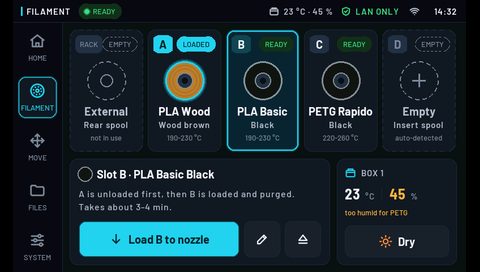 FILAMENT
READY
23 °C · 45 %
LAN ONLY
14:32
HOME
FILAMENT
MOVE
FILES
SYSTEM
RACK
EMPTY
External
Rear spool
not in use
A
LOADED
PLA Wood
Wood brown
190-230 °C
B
READY
PLA Basic
Black
190-230 °C
C
READY
PETG Rapido
Black
220-260 °C
D
EMPTY
Empty
Insert spool
auto-detected
Slot B · PLA Basic Black
A is unloaded first, then B is loaded and purged.
Takes about 3-4 min.
Load B to nozzle
BOX 1
23 °C 45 %
too humid for PETG
Dry